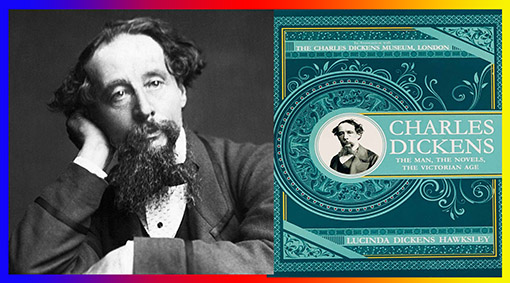 THE CHARLES DICKENS MUSEUM, LONDON
CHARLES
DICKENS
THE MAN, THE NOVELS,
THE VICTORIAN AGE
LUCINDA DICKENS HAWKSLEY